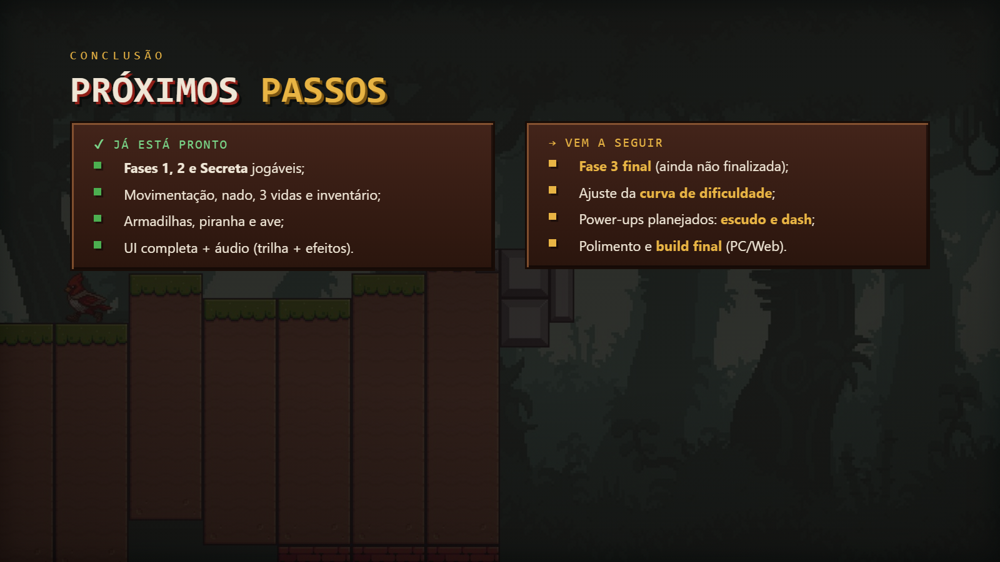 CONCLUSÃO
PRÓXIMOS PASSOS
✓ JÁ ESTÁ PRONTO
Fases 1, 2 e Secreta jogáveis;
Movimentação, nado, 3 vidas e inventário;
Armadilhas, piranha e ave;
UI completa + áudio (trilha + efeitos).
→ VEM A SEGUIR
Fase 3 final (ainda não finalizada);
Ajuste da curva de dificuldade;
Power-ups planejados: escudo e dash;
Polimento e build final (PC/Web).